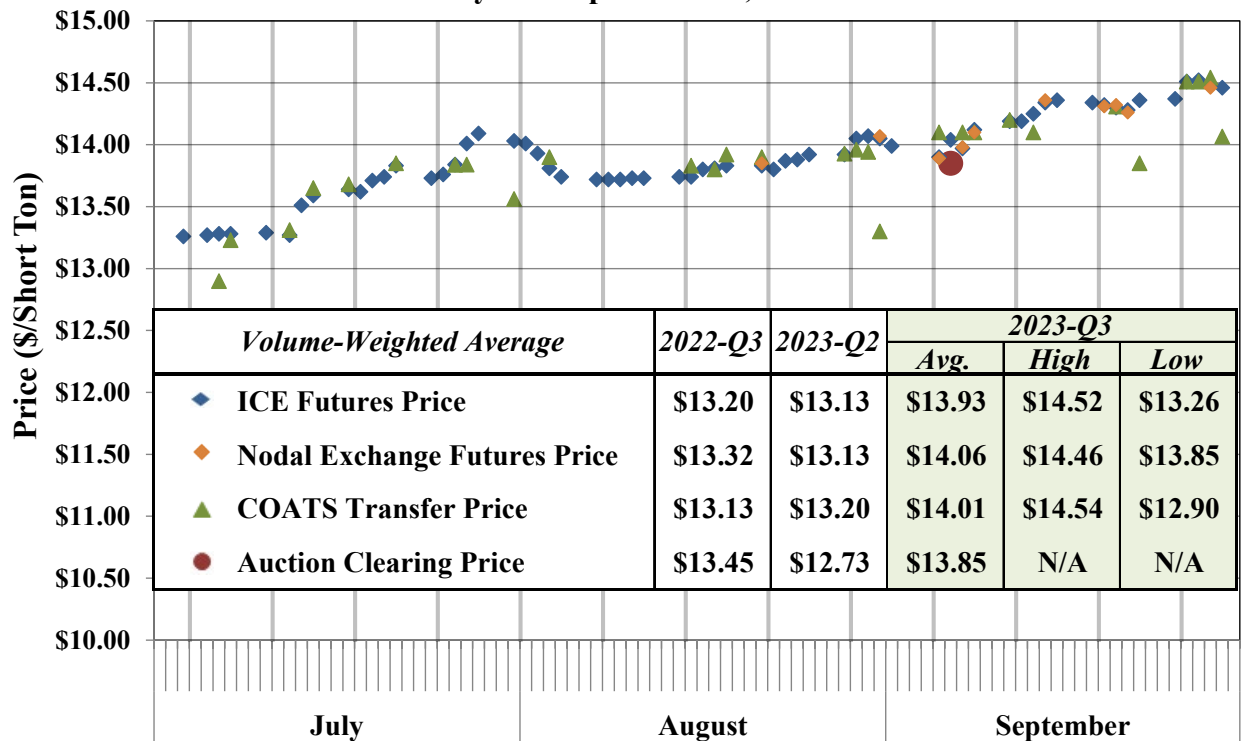 Price ($/Short Ton)
$15.00
$14.50
$14.00
$13.50
$13.00
$12.50
$12.00
$11.50
$11.00
$10.50
$10.00
Volume-Weighted Average 2022-Q3 2023-Q2 2023-Q3
Avg. High Low
ICE Futures Price $13.20 $13.13 $13.93 $14.52 $13.26
Nodal Exchange Futures Price $13.32 $13.13 $14.06 $14.46 $13.85
COATS Transfer Price $13.13 $13.20 $14.01 $14.54 $12.90
Auction Clearing Price $13.45 $12.73 $13.85 N/A N/A
July August September